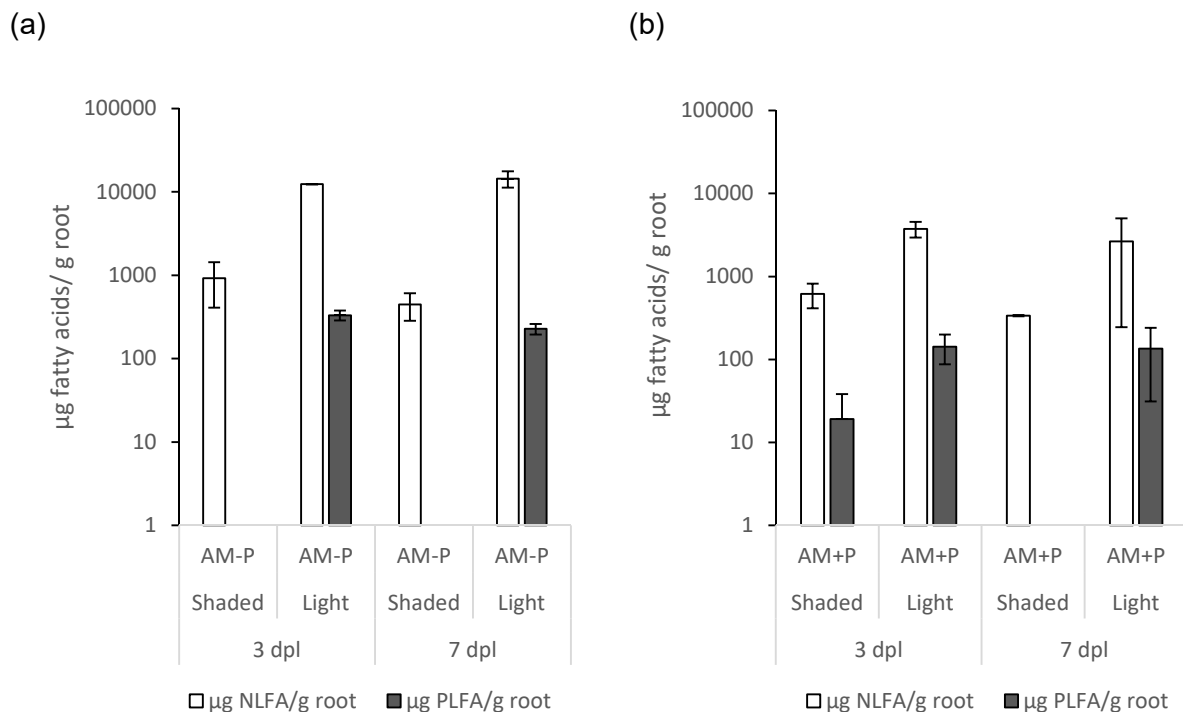 (a)
µg fatty acids/ g root
100000
10000
1000
100
10
1
AM-P AM-P AM-P AM-P
Shaded Light Shaded Light
3 dpl 7 dpl
µg NLFA/g root µg PLFA/g root
(b)
µg fatty acids/ g root
100000
10000
1000
100
10
1
AM+P AM+P AM+P AM+P
Shaded Light Shaded Light
3 dpl 7 dpl
µg NLFA/g root µg PLFA/g root